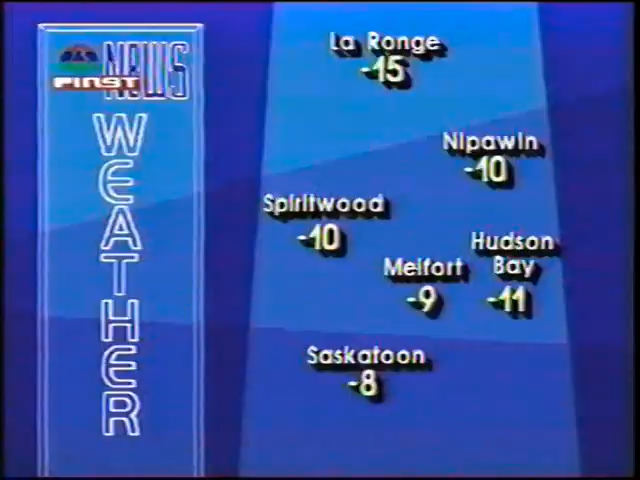 NEWS
FIRST
WEATHER
La Ronge
-15
Nipawin
-10
Spiritwood
-10
Hudson
Bay
-11
Melfort
-9
Saskatoon
-8